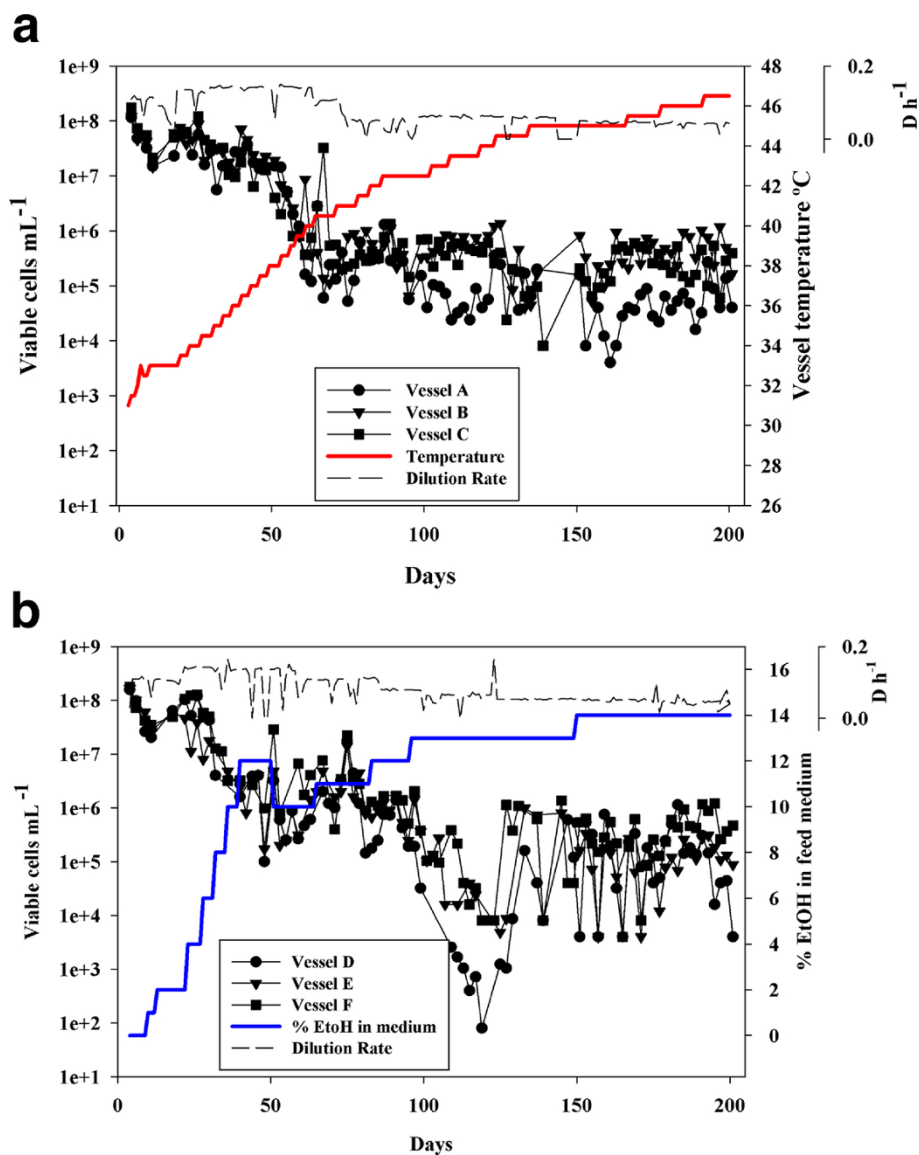 a
1e+9
1e+8
1e+7
1e+6
1e+5
1e+4
1e+3
1e+2
1e+1
Viable cells mL-1
48
46
44
42
40
38
36
34
32
30
28
26
Vessel temperature ºC
0.2
0.0
D h-1
Vessel A
Vessel B
Vessel C
Temperature
Dilution Rate
0 50 100 150 200
Days
b
1e+9
1e+8
1e+7
1e+6
1e+5
1e+4
1e+3
1e+2
1e+1
Viable cells mL-1
16
14
12
10
8
6
4
2
0
% EtOH in feed medium
0.2
0.0
D h-1
Vessel D
Vessel E
Vessel F
% EtoH in medium
Dilution Rate
0 50 100 150 200
Days